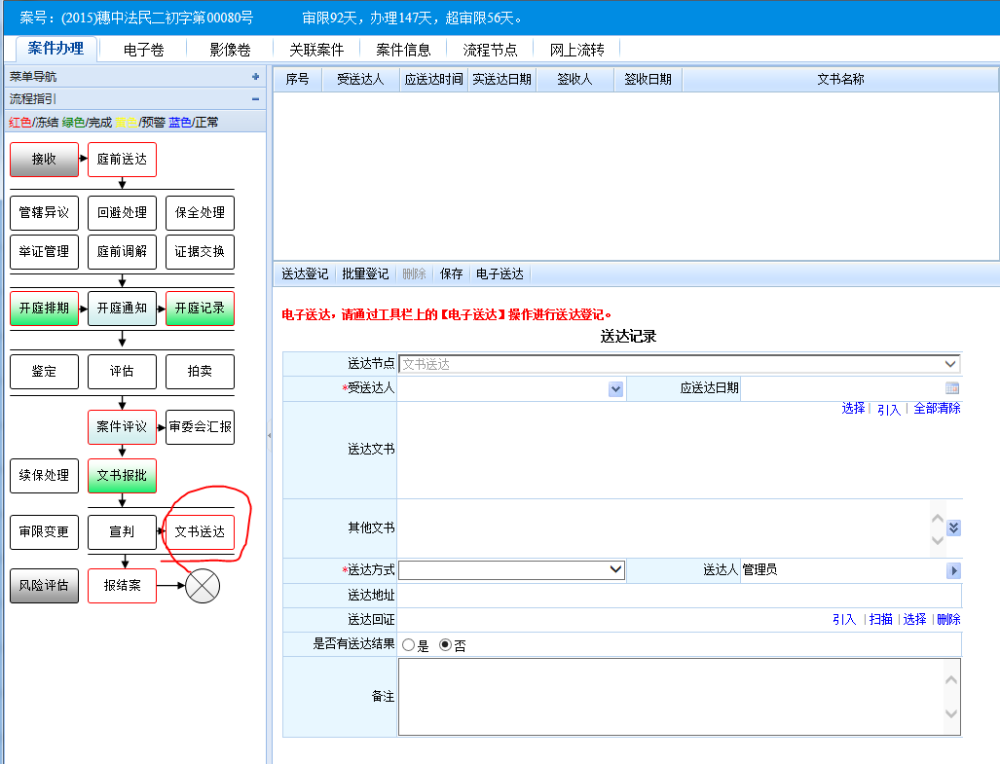 案号：(2015)穗中法民二初字第00080号 审限92天，办理147天，超审限56天。
案件办理 电子卷 影像卷 关联案件 案件信息 流程节点 网上流转
菜单导航
流程指引
红色/冻结 绿色/完成 黄色/预警 蓝色/正常
接收 庭前送达
管辖异议 回避处理 保全处理
举证管理 庭前调解 证据交换
开庭排期 开庭通知 开庭记录
鉴定 评估 拍卖
案件评议 审委会汇报
续保处理 文书报批
审限变更 宣判 文书送达
风险评估 报结案
序号 受送达人 应送达时间 实送达日期 签收人 签收日期 文书名称
送达登记 批量登记 删除 保存 电子送达
电子送达，请通过工具栏上的【电子送达】操作进行送达登记。
送达记录
送达节点 文书送达
*受送达人 应送达日期
选择 引入 全部清除
送达文书
其他文书
*送达方式 送达人 管理员
送达地址
送达回证 引入 扫描 选择 删除
是否有送达结果 是 否
备注